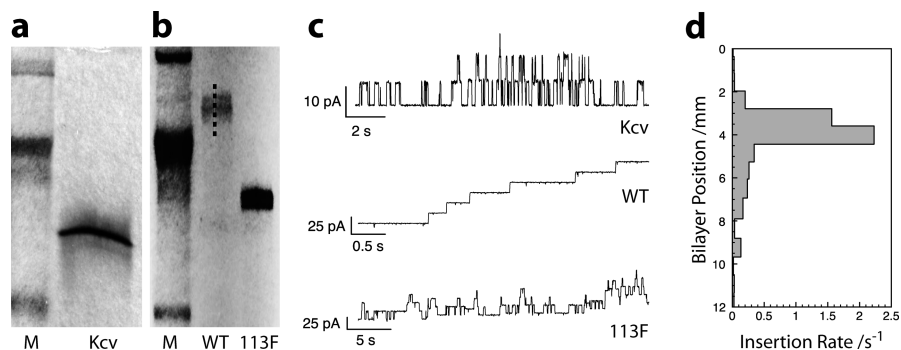 a
b
c
d
M
Kcv
M
WT
113F
10 pA
2 s
Kcv
25 pA
0.5 s
WT
25 pA
5 s
113F
Bilayer Position /mm
0
2
4
6
8
10
12
0
0.5
1
1.5
2
2.5
Insertion Rate /s⁻¹